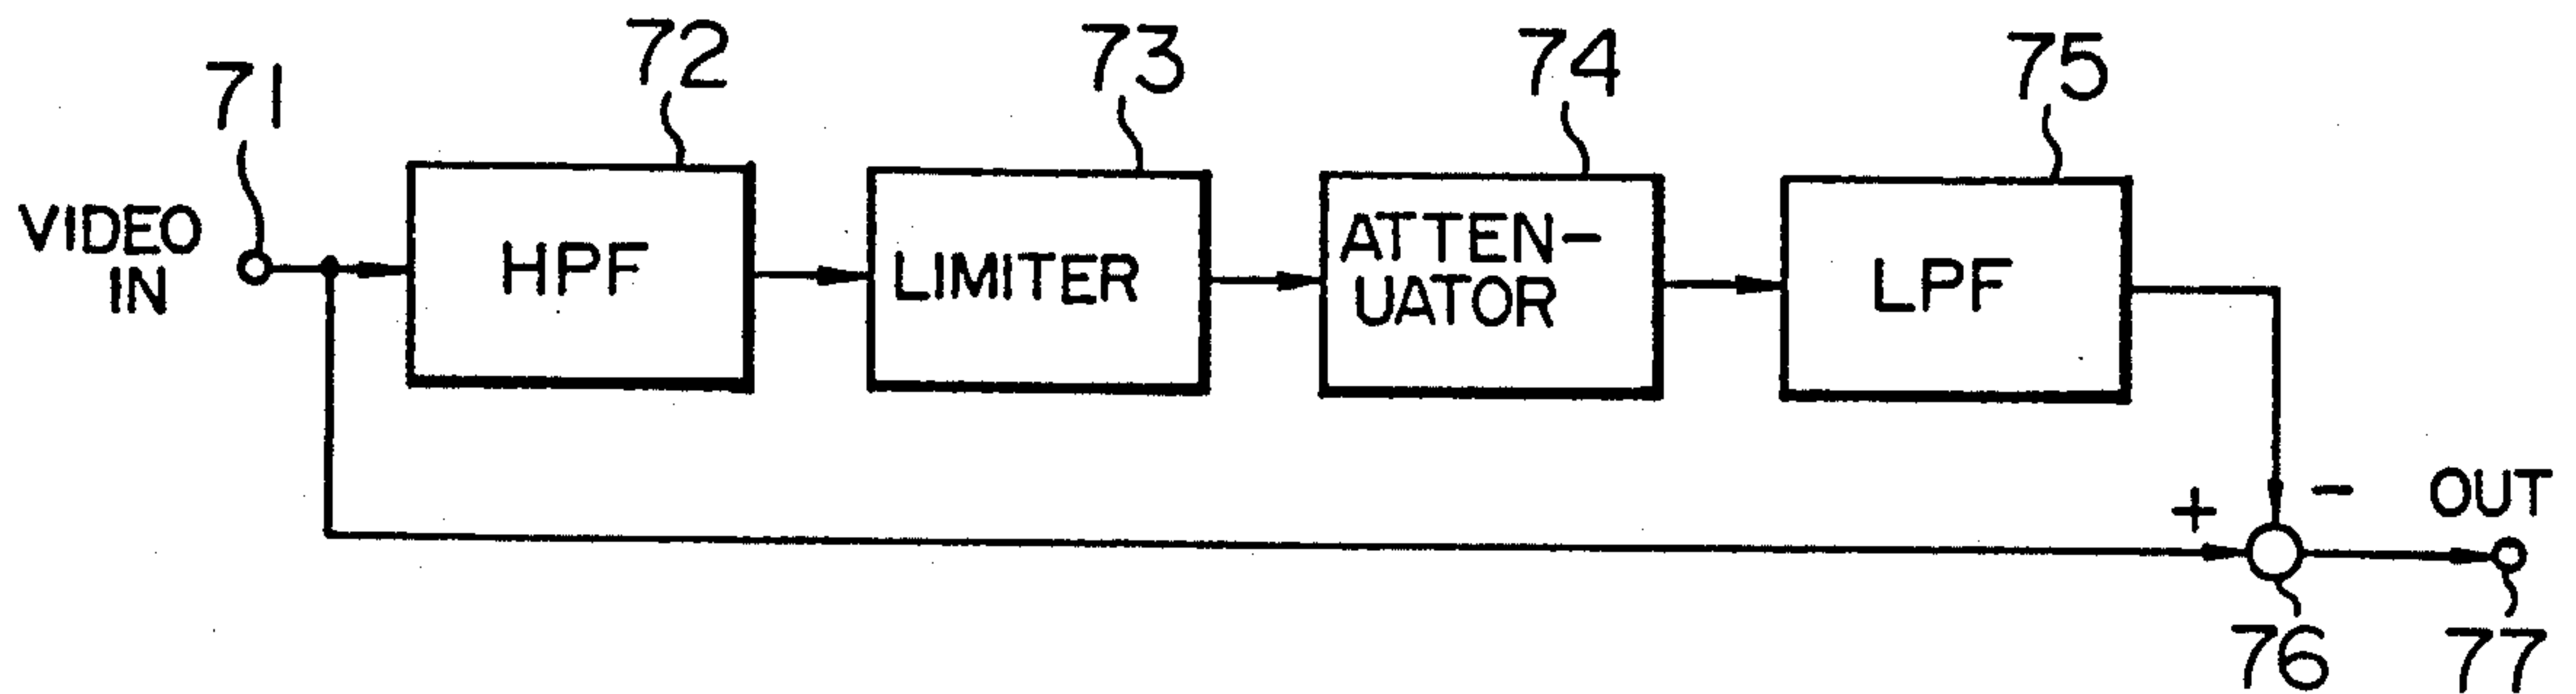 71
72
73
74
75
VIDEO
IN
HPF
LIMITER
ATTEN-
UATOR
LPF
+
-
OUT
76
77